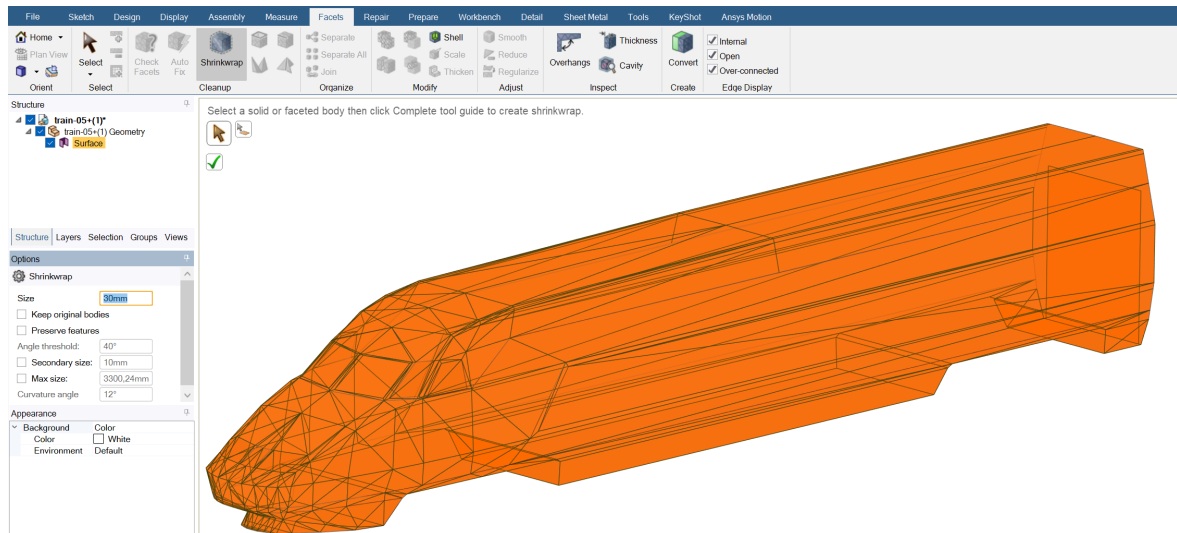 File Sketch Design Display Assembly Measure Facets Repair Prepare Workbench Detail Sheet Metal Tools KeyShot Ansys Motion
Home
Plan View
Orient
Select
Select
Check Facets
Auto Fix
Shrinkwrap
Cleanup
Separate
Separate All
Join
Organize
Shell
Scale
Thicken
Modify
Smooth
Reduce
Regularize
Adjust
Overhangs
Thickness
Cavity
Inspect
Convert
Create
Internal
Open
Over-connected
Edge Display
Structure
train-05+(1)*
train-05+(1) Geometry
Surface
Structure Layers Selection Groups Views
Options
Shrinkwrap
Size 30mm
Keep original bodies
Preserve features
Angle threshold: 40°
Secondary size: 10mm
Max size: 3300,24mm
Curvature angle 12°
Appearance
Background Color
Color White
Environment Default
Select a solid or faceted body then click Complete tool guide to create shrinkwrap.